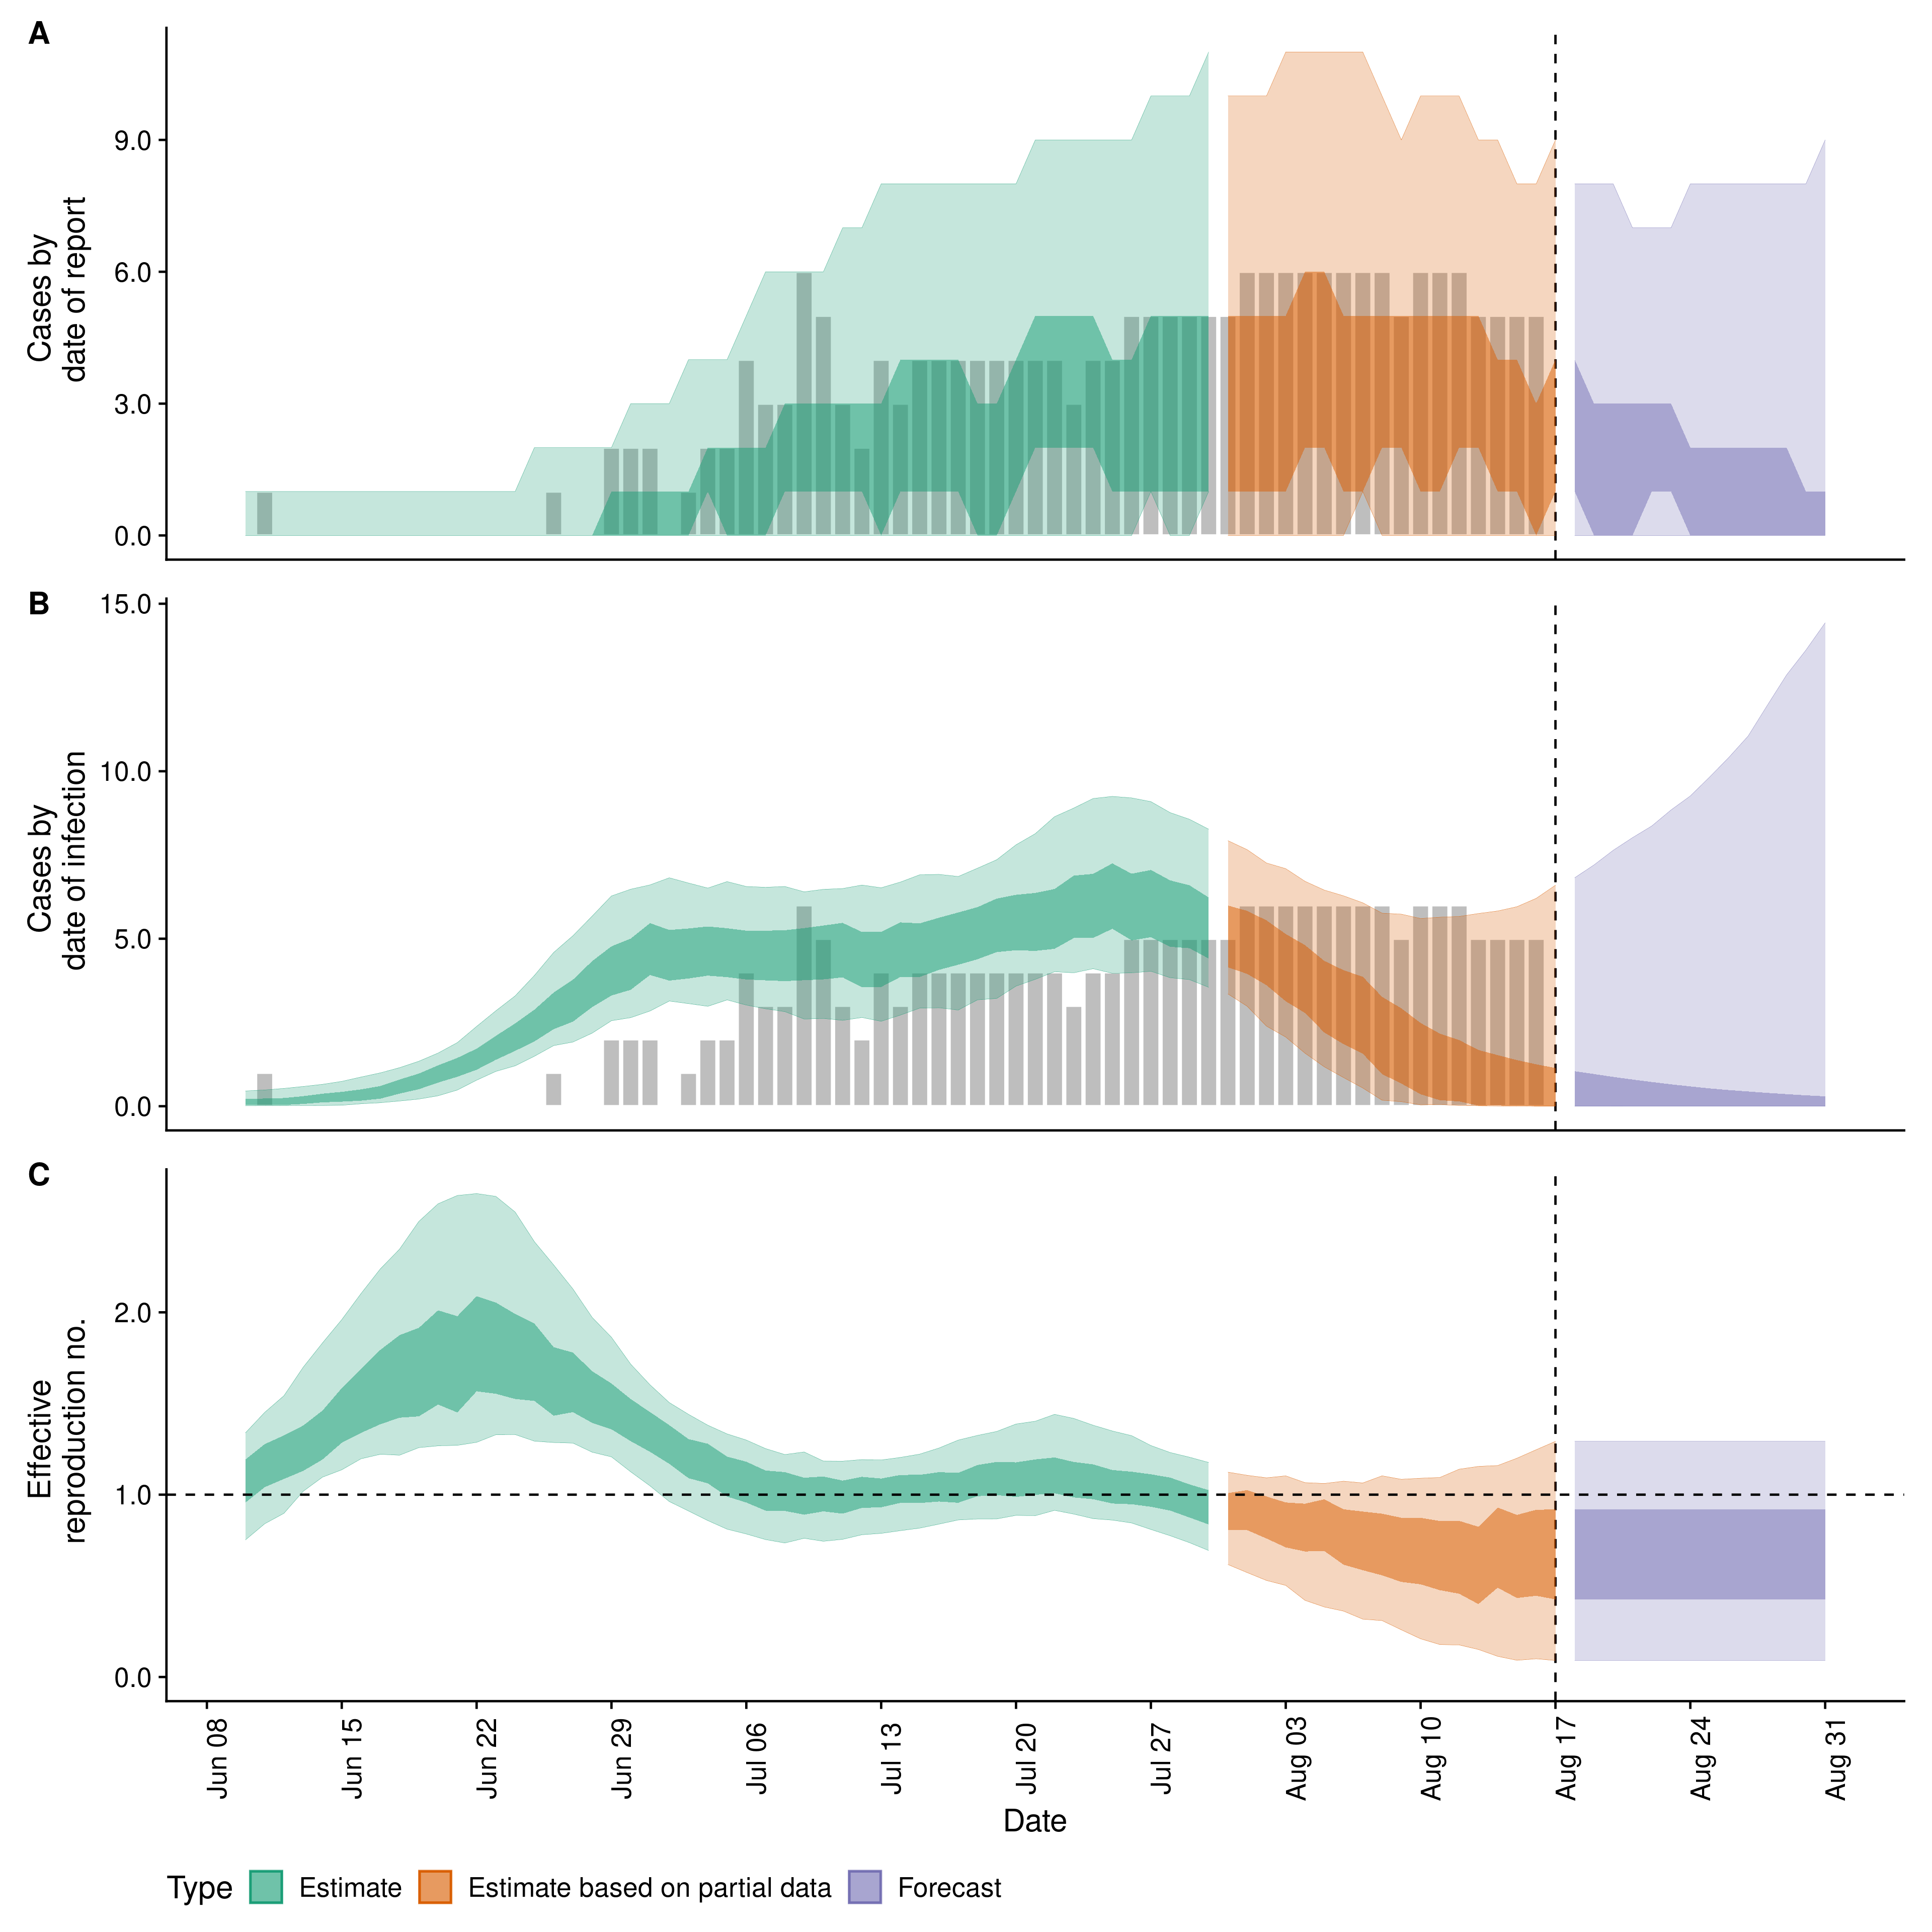 A
Cases by
date of report
9.0
6.0
3.0
0.0
B
Cases by
date of infection
15.0
10.0
5.0
0.0
C
Effective
reproduction no.
2.0
1.0
0.0
Jun 08
Jun 15
Jun 22
Jun 29
Jul 06
Jul 13
Jul 20
Jul 27
Aug 03
Aug 10
Aug 17
Aug 24
Aug 31
Date
Type
Estimate
Estimate based on partial data
Forecast